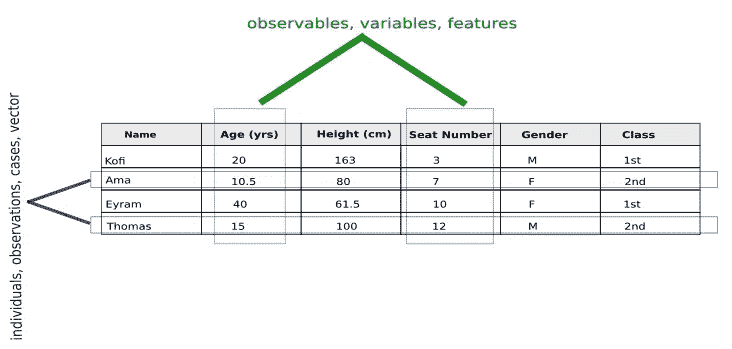 observables, variables, features
individuals, observations, cases, vector
Name Age (yrs) Height (cm) Seat Number Gender Class
Kofi 20 163 3 M 1st
Ama 10.5 80 7 F 2nd
Eyram 40 61.5 10 F 1st
Thomas 15 100 12 M 2nd